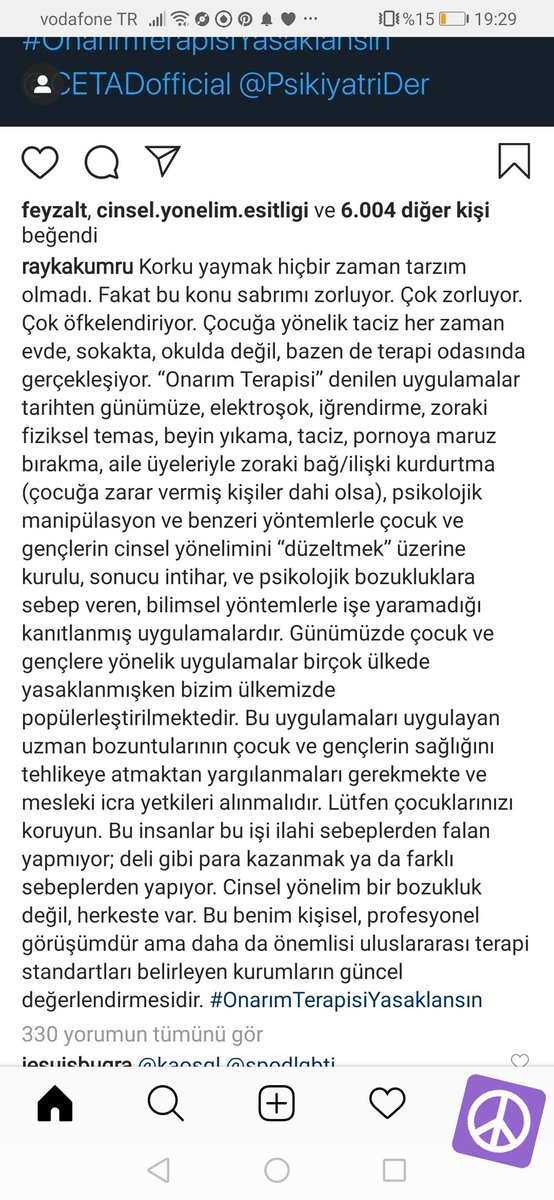 vodafone TR %15 19:29
#OnarımTerapisiYasaklansın
CETADofficial @PsikiyatriDer
feyzalt, cinsel.yonelim.esitligi ve 6.004 diğer kişi
beğendi
raykakumru Korku yaymak hiçbir zaman tarzım
olmadı. Fakat bu konu sabrımı zorluyor. Çok zorluyor.
Çok öfkelendiriyor. Çocuğa yönelik taciz her zaman
evde, sokakta, okulda değil, bazen de terapi odasında
gerçekleşiyor. “Onarım Terapisi” denilen uygulamalar
tarihten günümüze, elektroşok, iğrendirme, zoraki
fiziksel temas, beyin yıkama, taciz, pornoya maruz
bırakma, aile üyeleriyle zoraki bağ/ilişki kurdurtma
(çocuğa zarar vermiş kişiler dahi olsa), psikolojik
manipülasyon ve benzeri yöntemlerle çocuk ve
gençlerin cinsel yönelimini “düzeltmek” üzerine
kurulu, sonucu intihar, ve psikolojik bozukluklara
sebep veren, bilimsel yöntemlerle işe yaramadığı
kanıtlanmış uygulamalardır. Günümüzde çocuk ve
gençlere yönelik uygulamalar birçok ülkede
yasaklanmışken bizim ülkemizde
popülerleştirilmektedir. Bu uygulamaları uygulayan
uzman bozuntularının çocuk ve gençlerin sağlığını
tehlikeye atmaktan yargılanmaları gerekmekte ve
mesleki icra yetkileri alınmalıdır. Lütfen çocuklarınızı
koruyun. Bu insanlar bu işi ilahi sebeplerden falan
yapmıyor; deli gibi para kazanmak ya da farklı
sebeplerden yapıyor. Cinsel yönelim bir bozukluk
değil, herkeste var. Bu benim kişisel, profesyonel
görüşümdür ama daha da önemlisi uluslararası terapi
standartları belirleyen kurumların güncel
değerlendirmesidir. #OnarımTerapisiYasaklansın
330 yorumun tümünü gör
jesuisbugra @kaosgl @spodlgbti